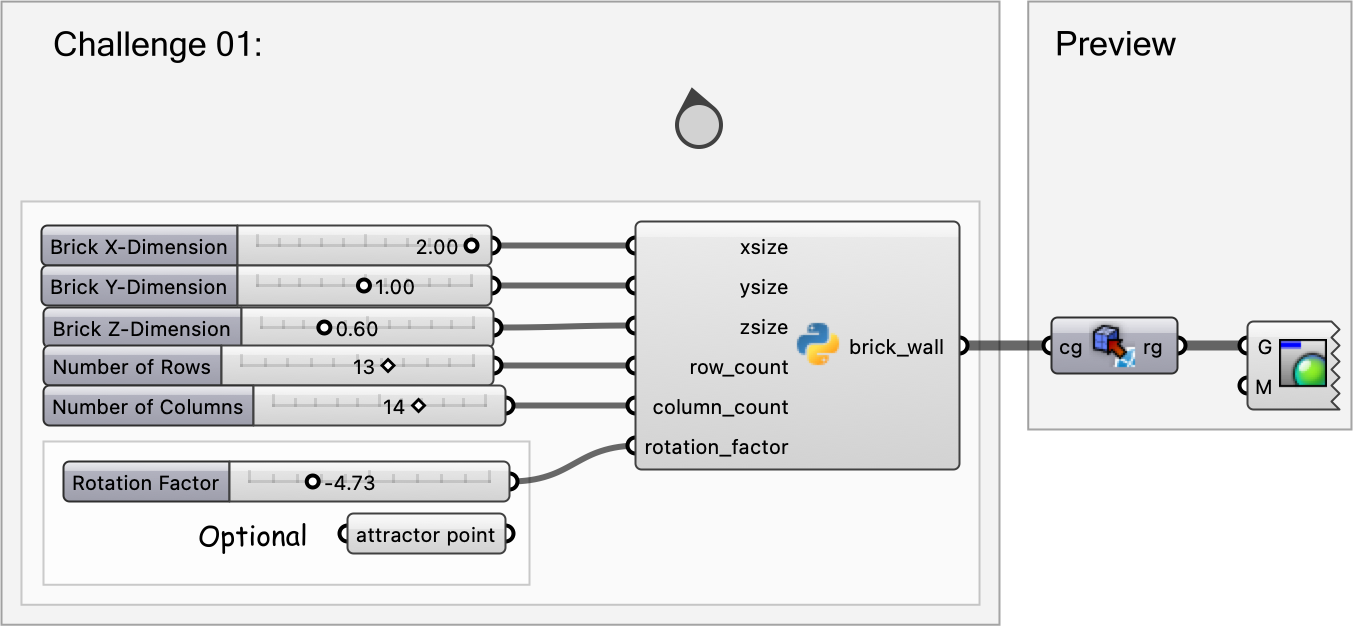 Challenge 01:
Preview
Brick X-Dimension 2.00
Brick Y-Dimension 1.00
Brick Z-Dimension 0.60
Number of Rows 13
Number of Columns 14
Rotation Factor -4.73
Optional attractor point
xsize
ysize
zsize
row_count
column_count
rotation_factor
brick_wall
cg rg
G
M